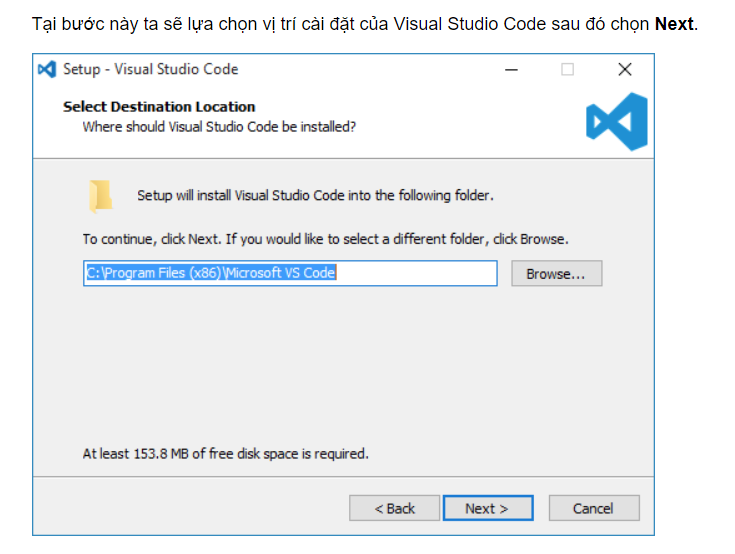 Tại bước này ta sẽ lựa chọn vị trí cài đặt của Visual Studio Code sau đó chọn Next.
Setup - Visual Studio Code
Select Destination Location
Where should Visual Studio Code be installed?
Setup will install Visual Studio Code into the following folder.
To continue, click Next. If you would like to select a different folder, click Browse.
C:\Program Files (x86)\Microsoft VS Code
Browse...
At least 153.8 MB of free disk space is required.
< Back
Next >
Cancel